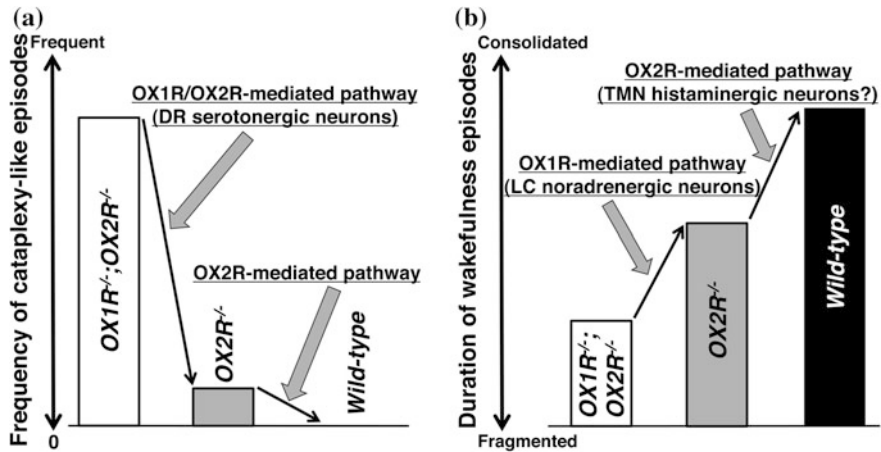 (a)
Frequent
Frequency of cataplexy-like episodes
0
OX1R-/-;OX2R-/-
OX1R/OX2R-mediated pathway
(DR serotonergic neurons)
OX2R-mediated pathway
OX2R-/-
Wild-type
(b)
Consolidated
Duration of wakefulness episodes
Fragmented
OX2R-mediated pathway
(TMN histaminergic neurons?)
OX1R-mediated pathway
(LC noradrenergic neurons)
OX1R-/-;
OX2R-/-
OX2R-/-
Wild-type